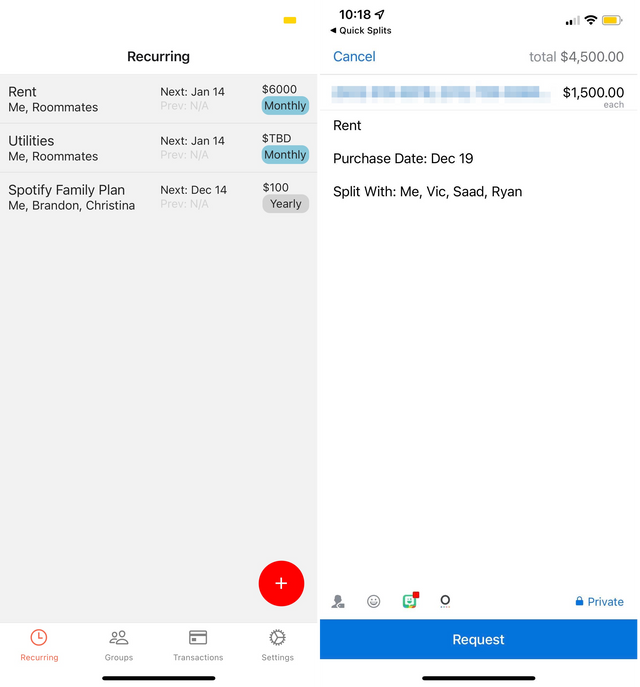 Recurring
Rent
Me, Roommates
Next: Jan 14
Prev: N/A
$6000
Monthly
Utilities
Me, Roommates
Next: Jan 14
Prev: N/A
$TBD
Monthly
Spotify Family Plan
Me, Brandon, Christina
Next: Dec 14
Prev: N/A
$100
Yearly
+
Recurring
Groups
Transactions
Settings
10:18
◀ Quick Splits
Cancel
total $4,500.00
$1,500.00
each
Rent
Purchase Date: Dec 19
Split With: Me, Vic, Saad, Ryan
Private
Request